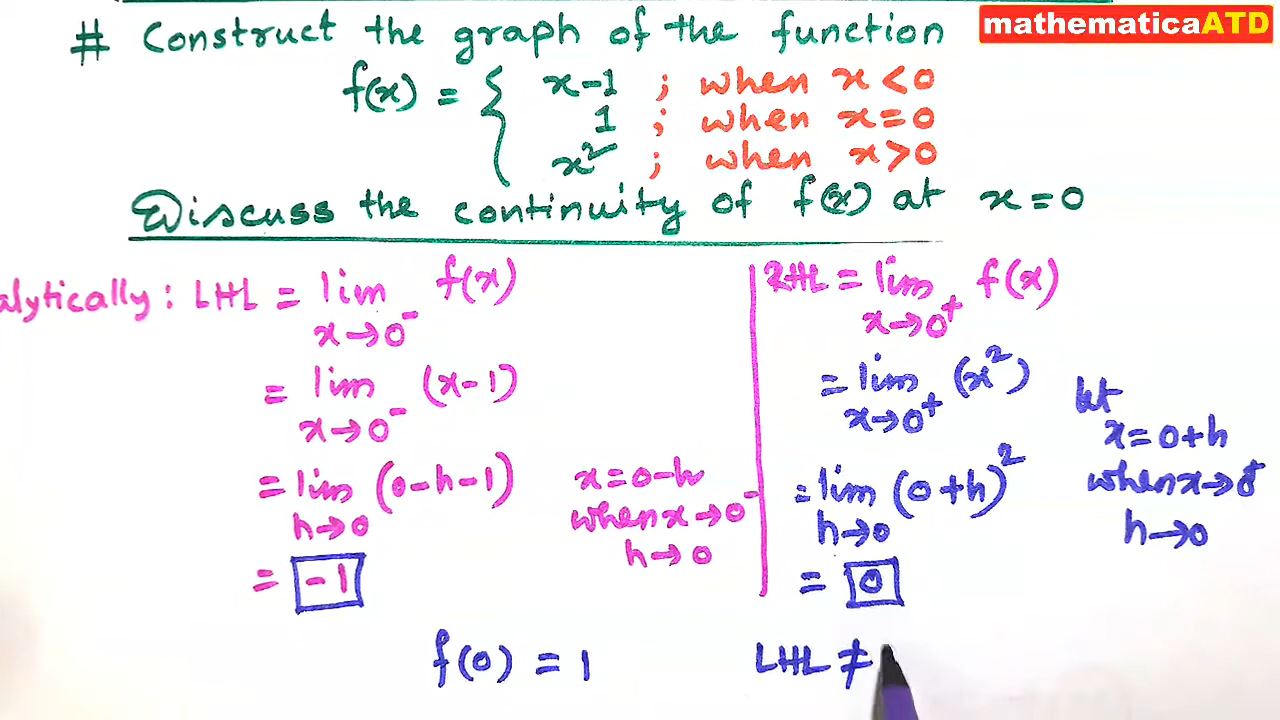 mathematicaATD
# Construct the graph of the function
f(x) = { x-1 ; when x<0
1 ; when x=0
x² ; when x>0
Discuss the continuity of f(x) at x=0
alytically: LHL = lim f(x)
x→0⁻
= lim (x-1)
x→0⁻
= lim (0-h-1)
h→0
x=0-h
when x→0⁻
h→0
= -1
RHL = lim f(x)
x→0⁺
= lim (x²)
x→0⁺
let
x=0+h
when x→0⁺
h→0
= lim (0+h)²
h→0
= 0
f(0) = 1
LHL ≠